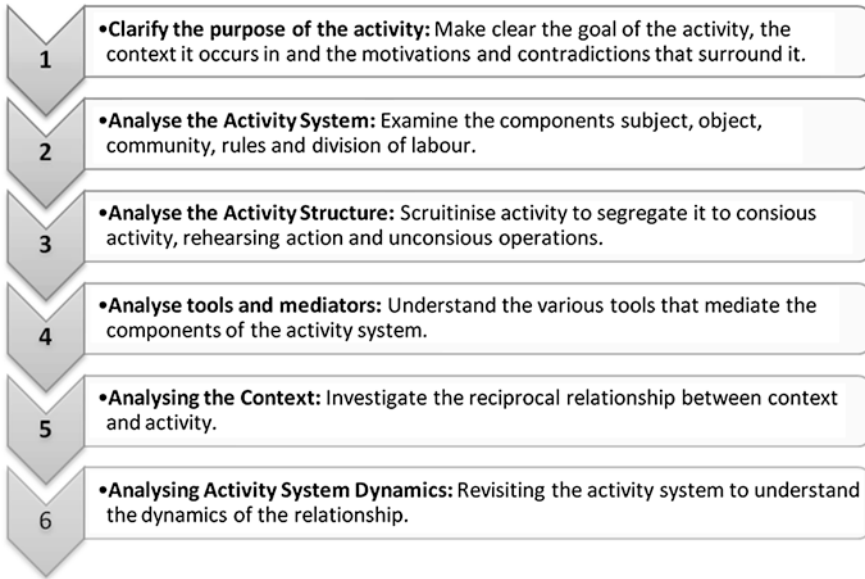 1
•Clarify the purpose of the activity: Make clear the goal of the activity, the
context it occurs in and the motivations and contradictions that surround it.
2
•Analyse the Activity System: Examine the components subject, object,
community, rules and division of labour.
3
•Analyse the Activity Structure: Scruitinise activity to segregate it to consious
activity, rehearsing action and unconsious operations.
4
•Analyse tools and mediators: Understand the various tools that mediate the
components of the activity system.
5
•Analysing the Context: Investigate the reciprocal relationship between context
and activity.
6
•Analysing Activity System Dynamics: Revisiting the activity system to understand
the dynamics of the relationship.